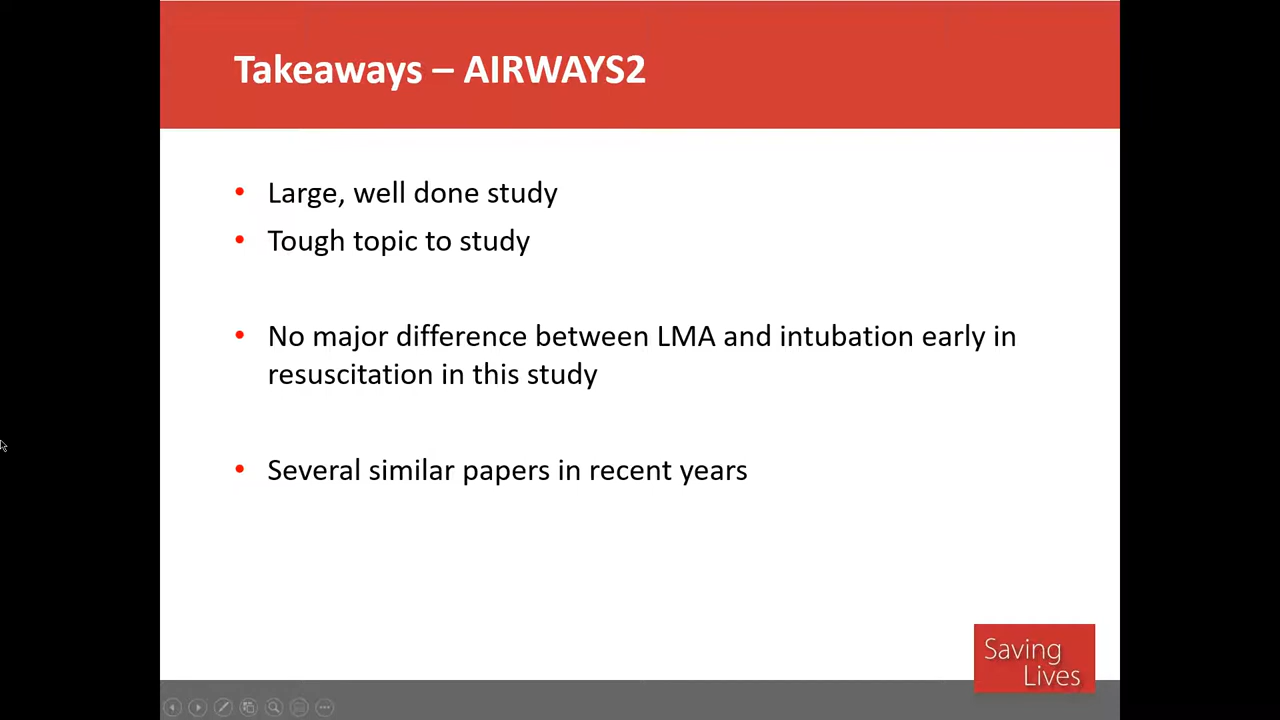 Takeaways – AIRWAYS2
• Large, well done study
• Tough topic to study
• No major difference between LMA and intubation early in
resuscitation in this study
• Several similar papers in recent years
Saving
Lives